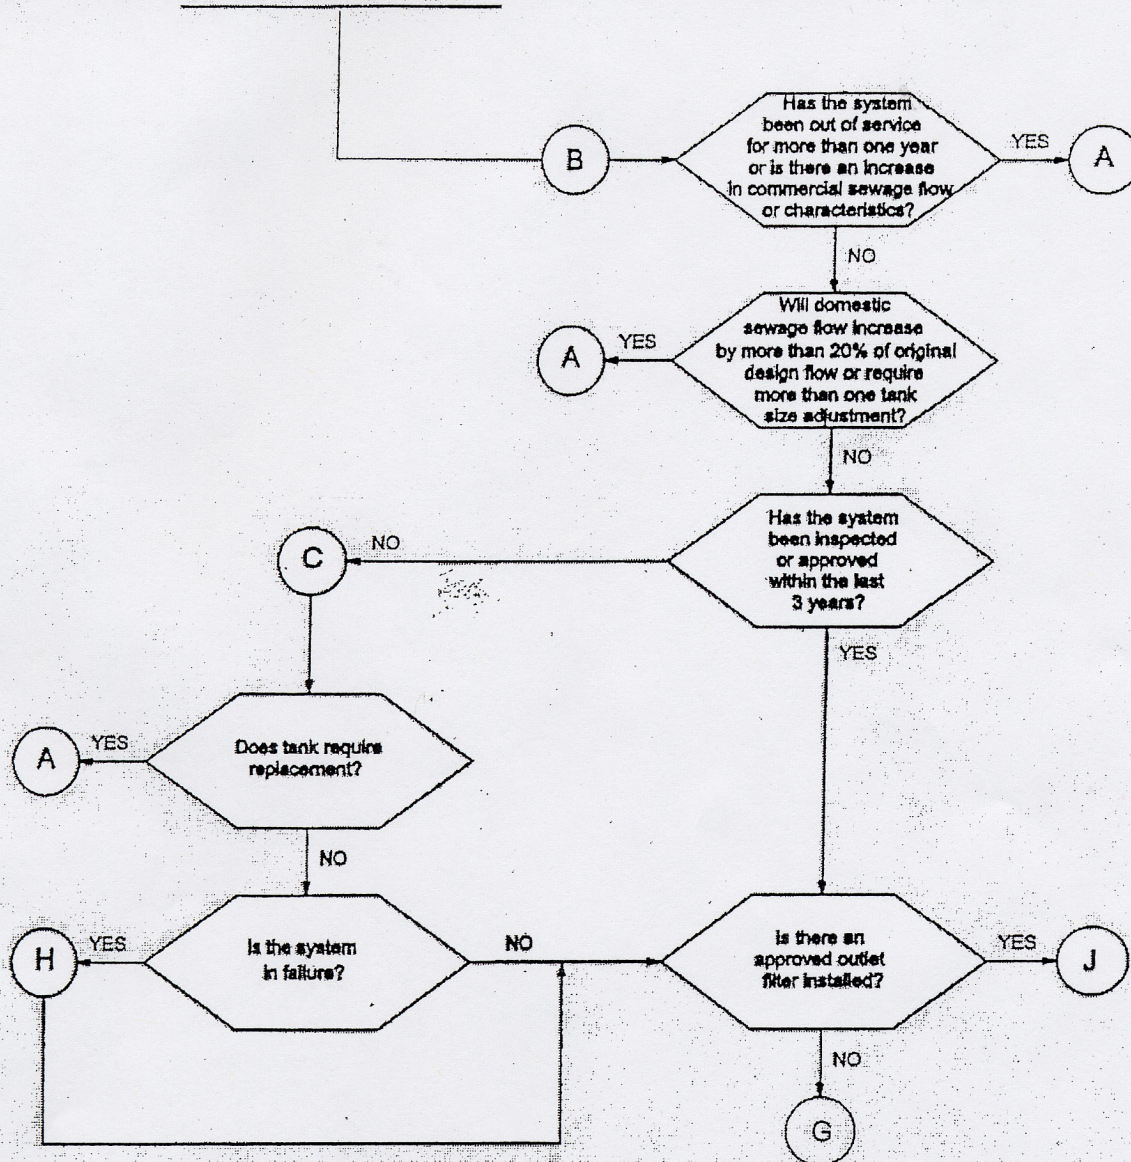 Has the system
been out of service
for more than one year
or is there an increase
in commercial sewage flow
or characteristics?
B
YES
A
NO
Will domestic
sewage flow increase
by more than 20% of original
design flow or require
more than one tank
size adjustment?
YES
A
NO
Has the system
been inspected
or approved
within the last
3 years?
NO
C
YES
Does tank require
replacement?
YES
A
NO
Is the system
in failure?
YES
H
NO
Is there an
approved outlet
filter installed?
YES
J
NO
G